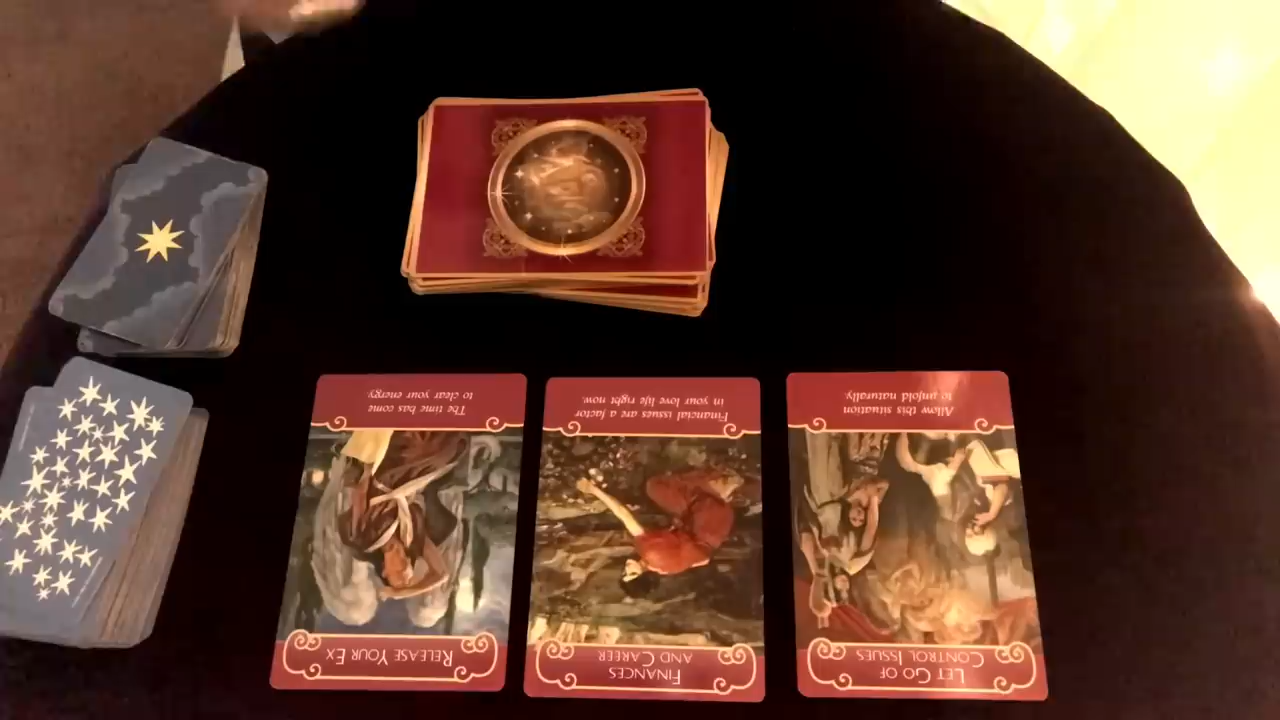 RELEASE YOUR EX
The time has come
to clear your energy.
FINANCES
AND CAREER
Financial issues are a factor
in your love life right now.
LET GO OF
CONTROL ISSUES
Allow this situation
to unfold naturally.